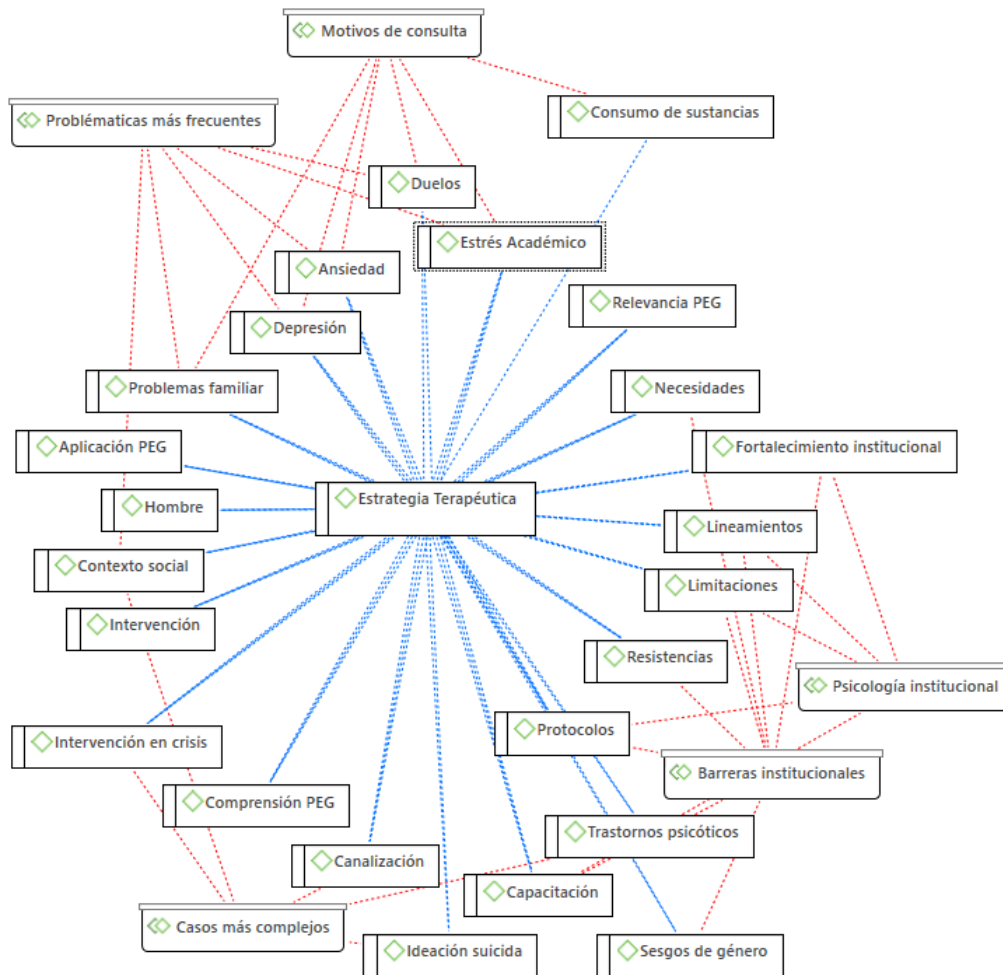 Motivos de consulta
Consumo de sustancias
Problématicas más frecuentes
Duelos
Estrés Académico
Ansiedad
Relevancia PEG
Depresión
Problemas familiar
Necesidades
Aplicación PEG
Fortalecimiento institucional
Estrategia Terapéutica
Hombre
Lineamientos
Contexto social
Limitaciones
Intervención
Resistencias
Psicología institucional
Intervención en crisis
Protocolos
Barreras institucionales
Comprensión PEG
Trastornos psicóticos
Canalización
Capacitación
Casos más complejos
Ideación suicida
Sesgos de género